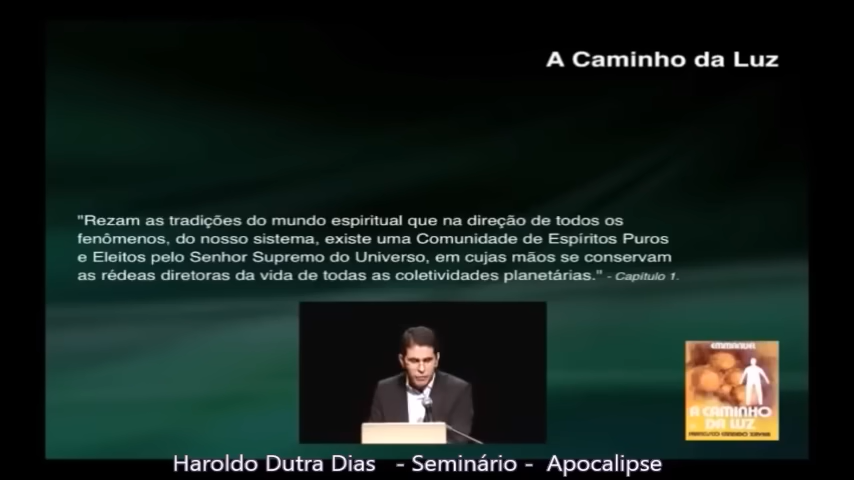 A Caminho da Luz
"Rezam as tradições do mundo espiritual que na direção de todos os
fenômenos, do nosso sistema, existe uma Comunidade de Espíritos Puros
e Eleitos pelo Senhor Supremo do Universo, em cujas mãos se conservam
as rédeas diretoras da vida de todas as coletividades planetárias." - Capítulo 1.
EMMANUEL
A CAMINHO
DA LUZ
FRANCISCO CÂNDIDO XAVIER
Haroldo Dutra Dias - Seminário - Apocalipse